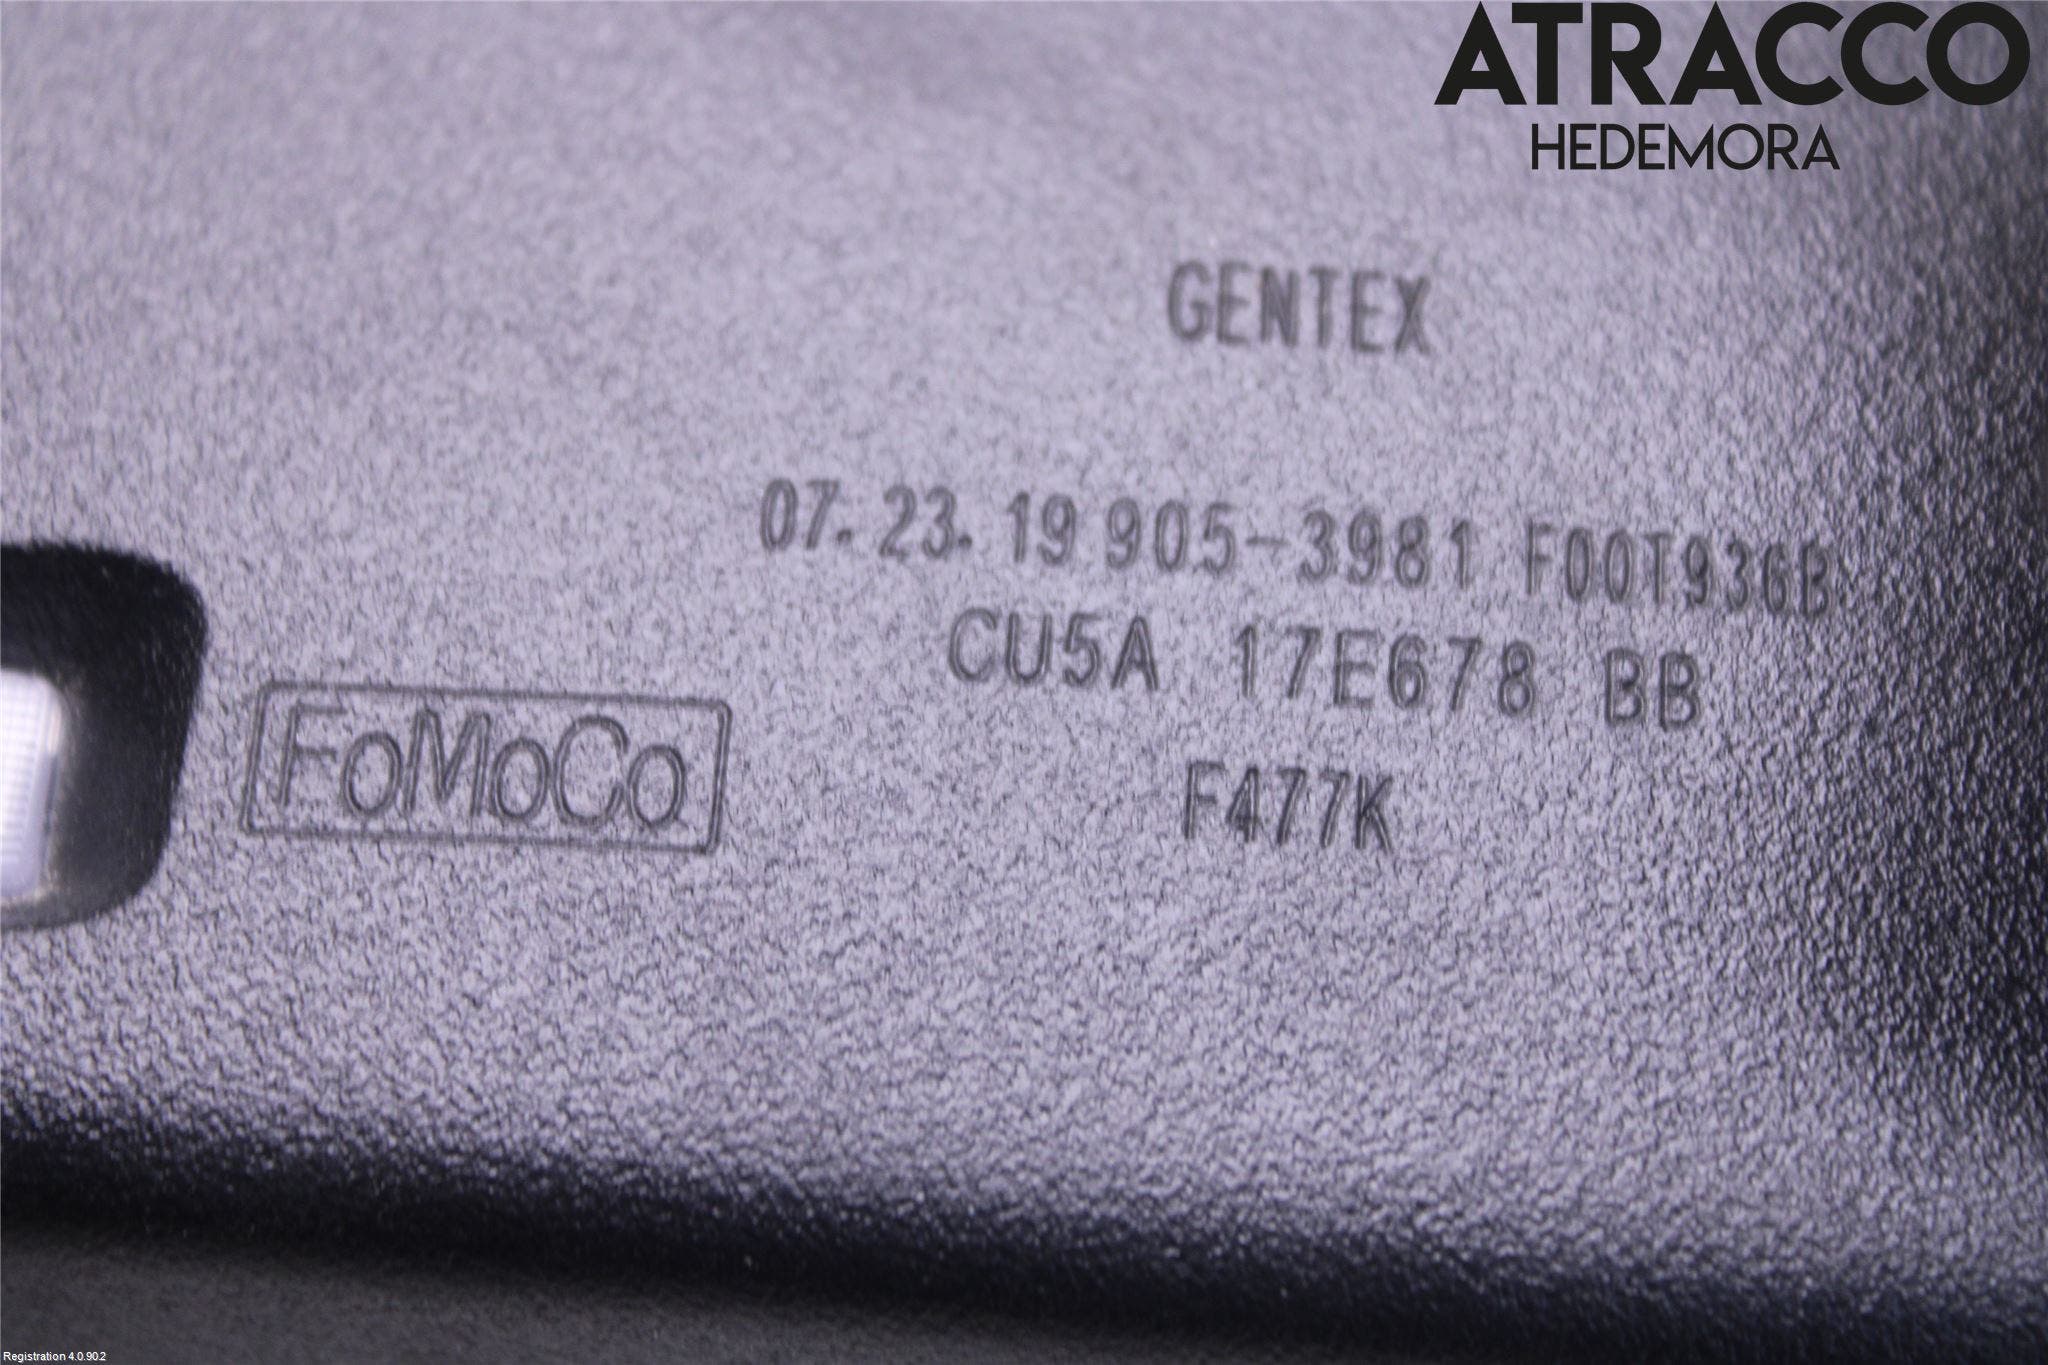 ATRACCO
HEDEMORA
GENTEX
07. 23. 19 905-3981 F00T936B
CU5A 17E678 BB
FoMoCo
F477K
Registration 4.0.90.2